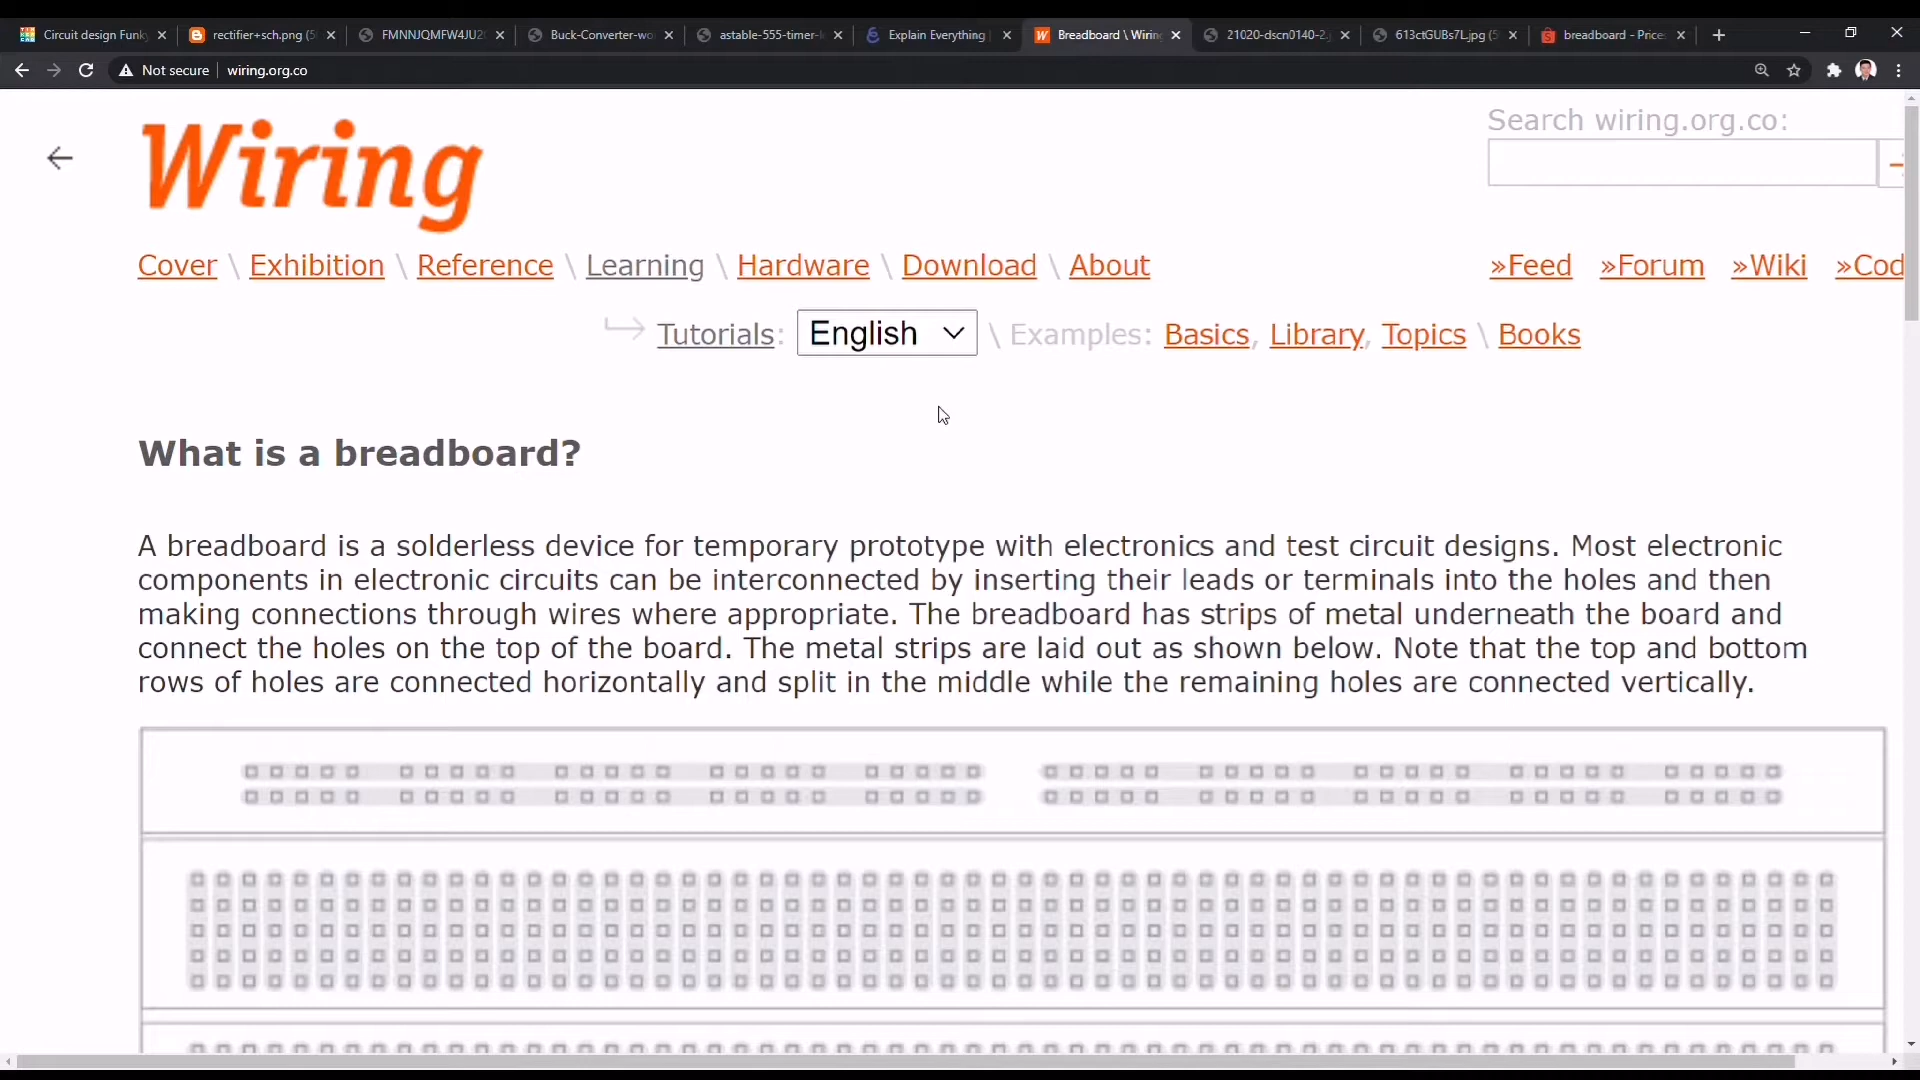 Circuit design Funk
rectifier+sch.png (5
FMNNJQMFW4JU2
Buck-Converter-wo
astable-555-timer-
Explain Everything
Breadboard \ Wiring
21020-dscn0140-2.
613ctGUBs7L.jpg (5
breadboard - Price
Not secure
wiring.org.co
Wiring
Search wiring.org.co:
Cover \ Exhibition \ Reference \ Learning \ Hardware \ Download \ About
»Feed »Forum »Wiki »Cod
Tutorials: English \ Examples: Basics, Library, Topics \ Books
What is a breadboard?
A breadboard is a solderless device for temporary prototype with electronics and test circuit designs. Most electronic
components in electronic circuits can be interconnected by inserting their leads or terminals into the holes and then
making connections through wires where appropriate. The breadboard has strips of metal underneath the board and
connect the holes on the top of the board. The metal strips are laid out as shown below. Note that the top and bottom
rows of holes are connected horizontally and split in the middle while the remaining holes are connected vertically.